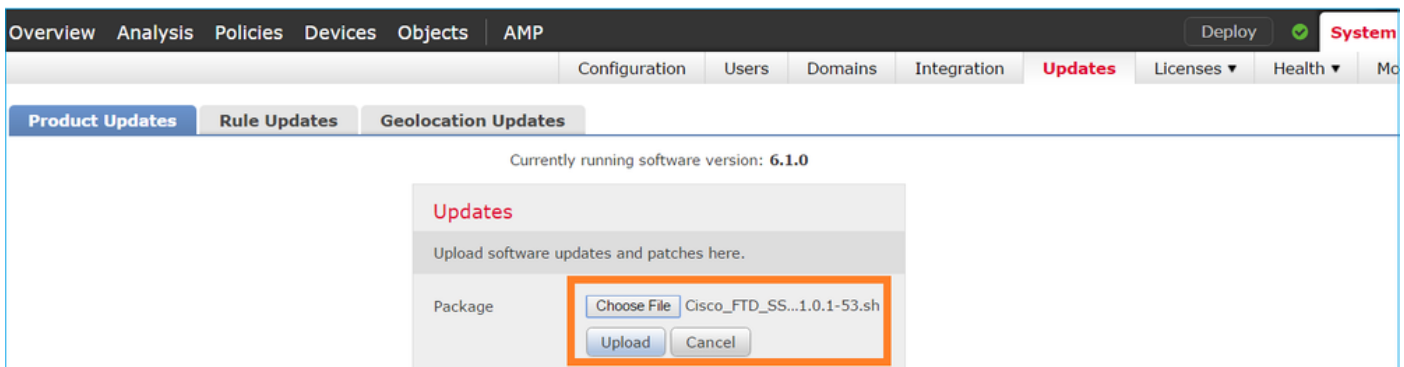 Overview Analysis Policies Devices Objects AMP Deploy System
Configuration Users Domains Integration Updates Licenses ▼ Health ▼ Mo
Product Updates Rule Updates Geolocation Updates
Currently running software version: 6.1.0
Updates
Upload software updates and patches here.
Package Choose File Cisco_FTD_SS...1.0.1-53.sh
Upload Cancel